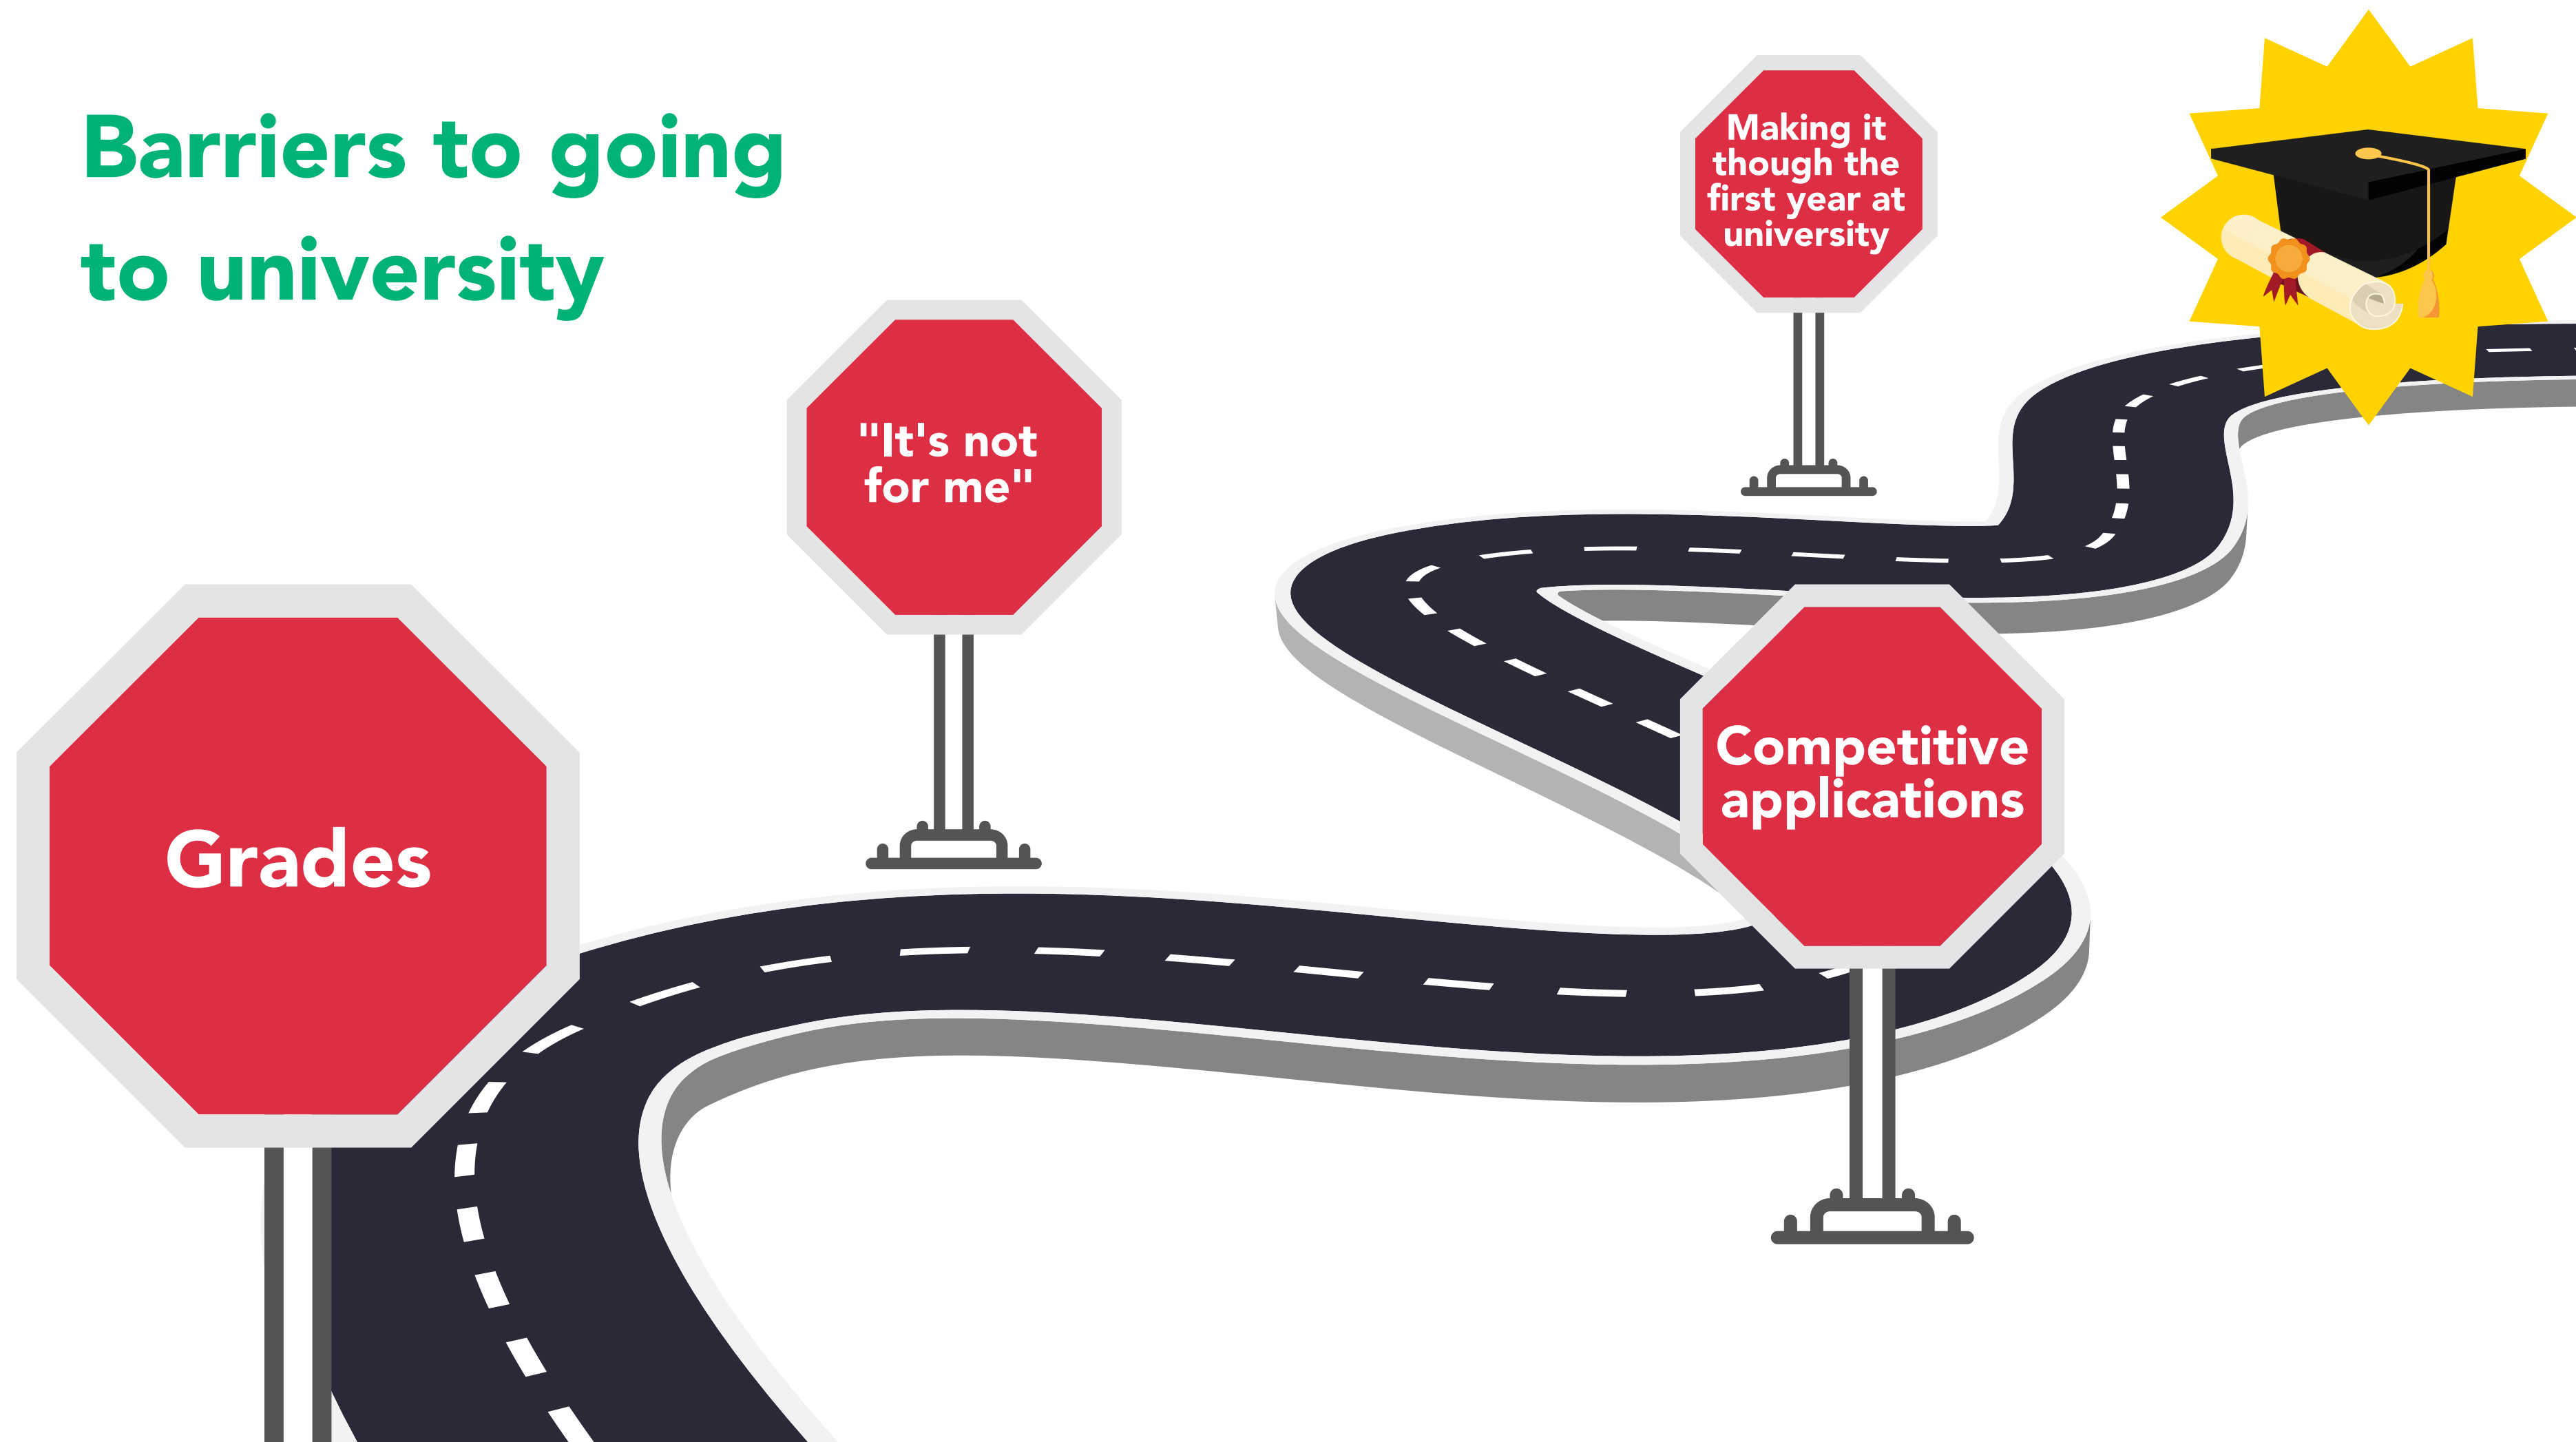 Barriers to going
to university
Grades
"It's not
for me"
Competitive
applications
Making it
though the
first year at
university